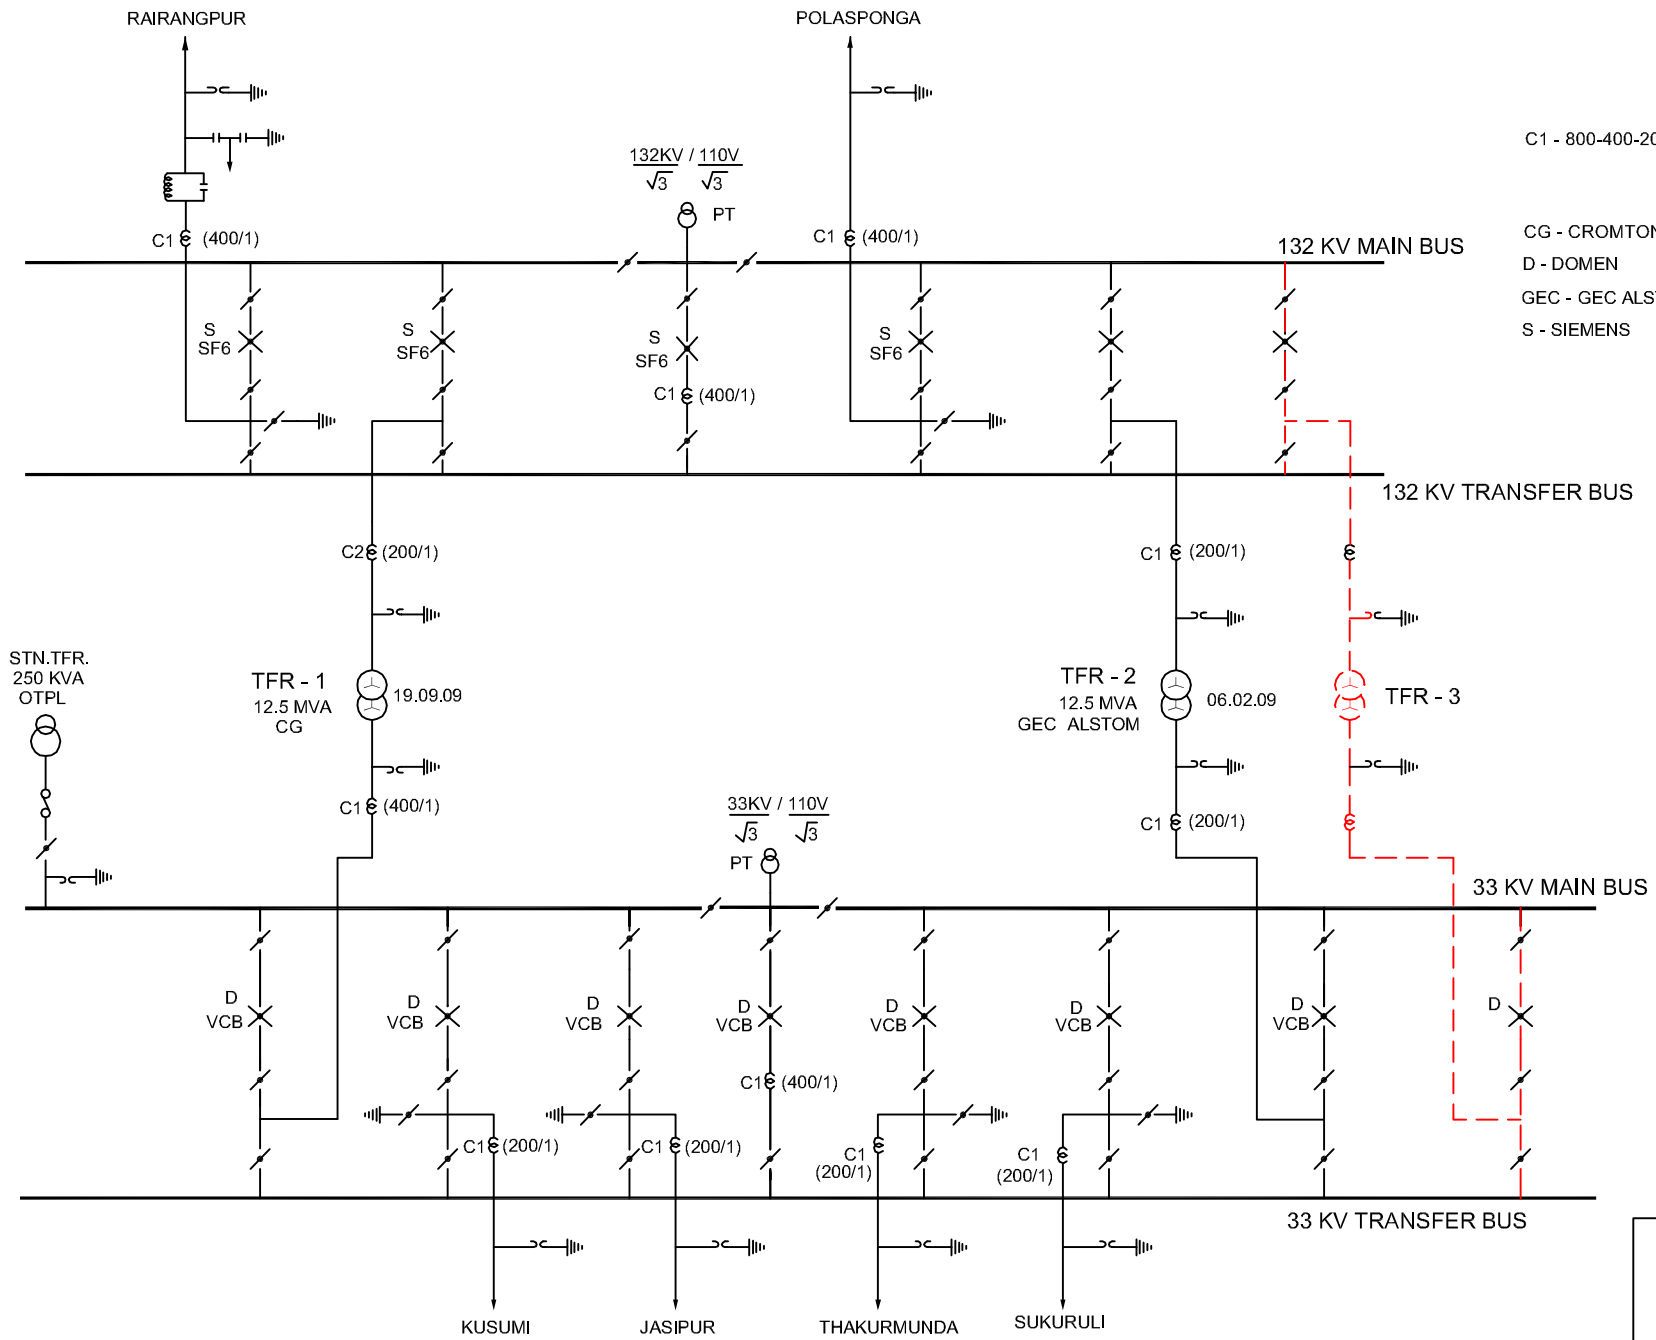 RAIRANGPUR
POLASPONGA
C1 - 800-400-20
132KV / 110V
√3 √3
PT
C1 (400/1)
C1 (400/1)
132 KV MAIN BUS
CG - CROMTON
D - DOMEN
GEC - GEC ALST
S - SIEMENS
S
SF6
S
SF6
S
SF6
S
SF6
C1 (400/1)
132 KV TRANSFER BUS
C2 (200/1)
C1 (200/1)
STN.TFR.
250 KVA
OTPL
TFR - 1
12.5 MVA
CG
19.09.09
TFR - 2
12.5 MVA
GEC ALSTOM
06.02.09
TFR - 3
C1 (400/1)
33KV / 110V
√3 √3
PT
C1 (200/1)
33 KV MAIN BUS
D
VCB
D
VCB
D
VCB
D
VCB
D
VCB
D
VCB
D
VCB
D
C1 (400/1)
C1 (200/1)
C1 (200/1)
C1
(200/1)
C1
(200/1)
33 KV TRANSFER BUS
KUSUMI
JASIPUR
THAKURMUNDA
SUKURULI